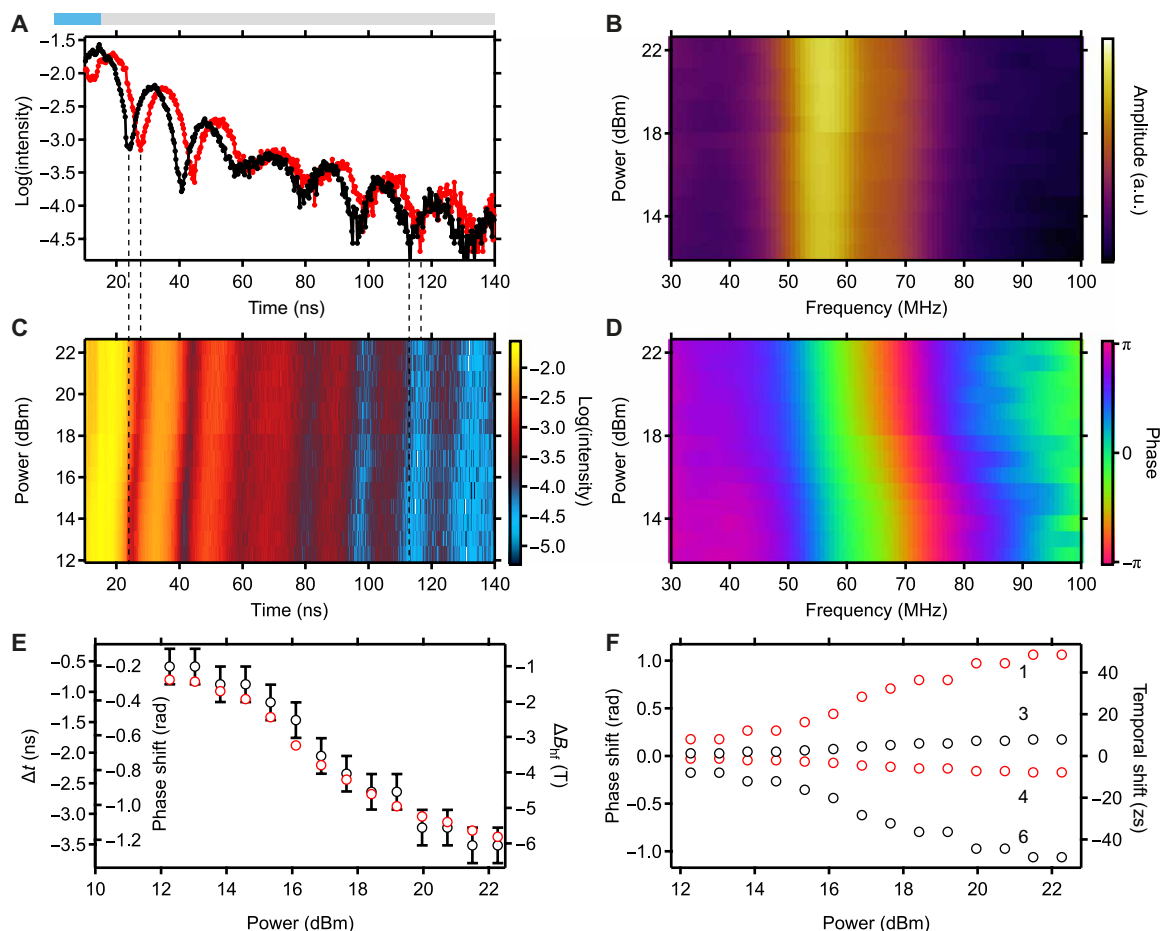 A
−1.5
−2.0
−2.5
−3.0
−3.5
−4.0
−4.5
Log(intensity)
20 40 60 80 100 120 140
Time (ns)
B
22
18
14
Power (dBm)
30 40 50 60 70 80 90 100
Frequency (MHz)
Amplitude (a.u.)
C
22
20
18
16
14
12
Power (dBm)
20 40 60 80 100 120 140
Time (ns)
−2.0
−2.5
−3.0
−3.5
−4.0
−4.5
−5.0
Log(intensity)
D
22
18
14
Power (dBm)
30 40 50 60 70 80 90 100
Frequency (MHz)
π
0
−π
Phase
E
−0.5
−1.0
−1.5
−2.0
−2.5
−3.0
−3.5
Δt (ns)
−0.2
−0.4
−0.6
−0.8
−1.0
−1.2
Phase shift (rad)
−1
−2
−3
−4
−5
−6
ΔBhf (T)
10 12 14 16 18 20 22
Power (dBm)
F
1.0
0.5
0.0
−0.5
−1.0
Phase shift (rad)
1
3
4
6
40
20
0
−20
−40
Temporal shift (zs)
12 14 16 18 20 22
Power (dBm)